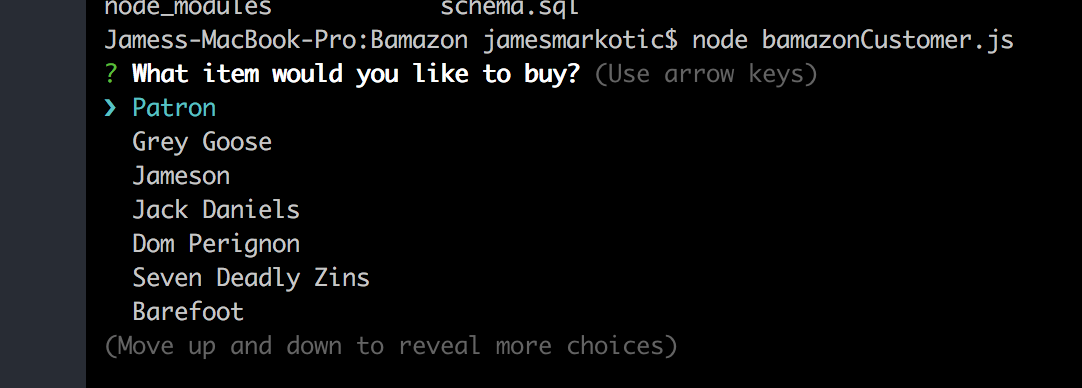 node_modules schema.sql
Jamess-MacBook-Pro:Bamazon jamesmarkotic$ node bamazonCustomer.js
? What item would you like to buy? (Use arrow keys)
❯ Patron
Grey Goose
Jameson
Jack Daniels
Dom Perignon
Seven Deadly Zins
Barefoot
(Move up and down to reveal more choices)